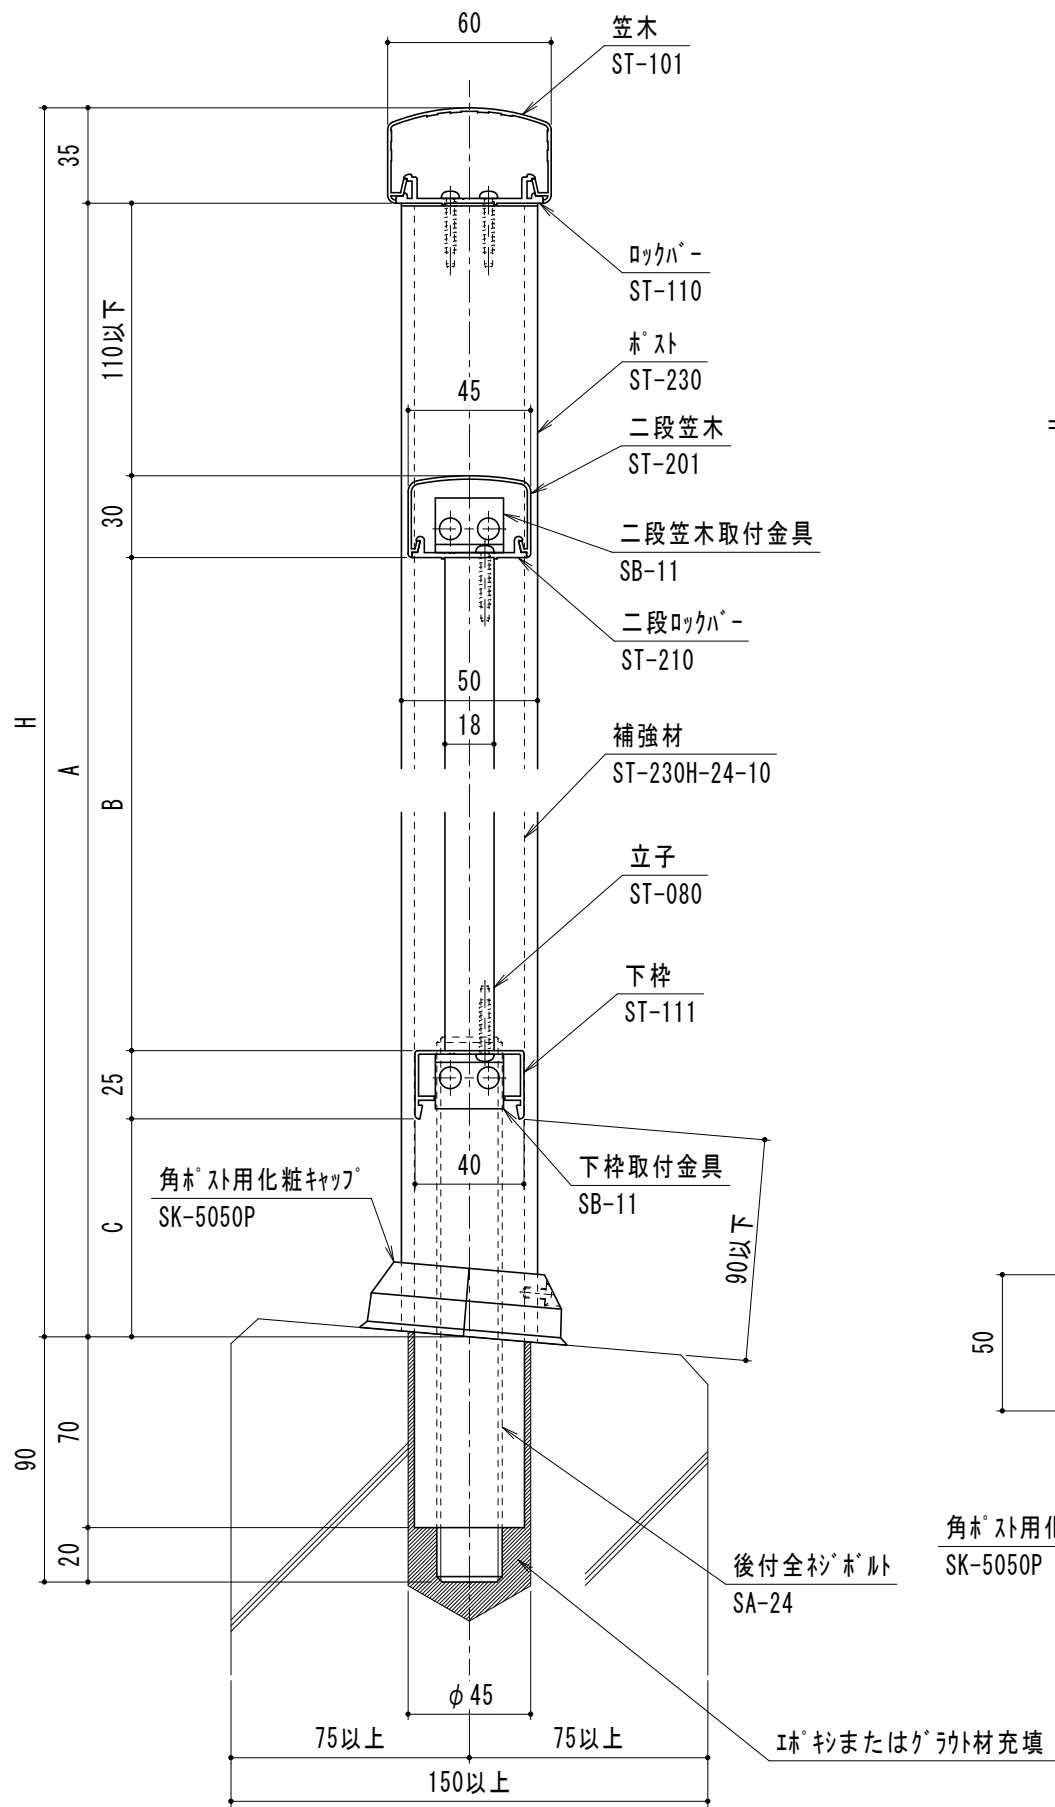 60
笠木
ST-101
35
ロックバー
ST-110
110以下
ポスト
ST-230
45
二段笠木
ST-201
30
二段笠木取付金具
SB-11
二段ロックバー
ST-210
50
18
H
A
B
補強材
ST-230H-24-10
立子
ST-080
下枠
ST-111
25
40
下枠取付金具
SB-11
角ポスト用化粧キャップ
SK-5050P
C
90以下
50
70
90
20
角ポスト用化
SK-5050P
後付全ネジボルト
SA-24
φ45
75以上
75以上
エポキシまたはグラウト材充填
150以上